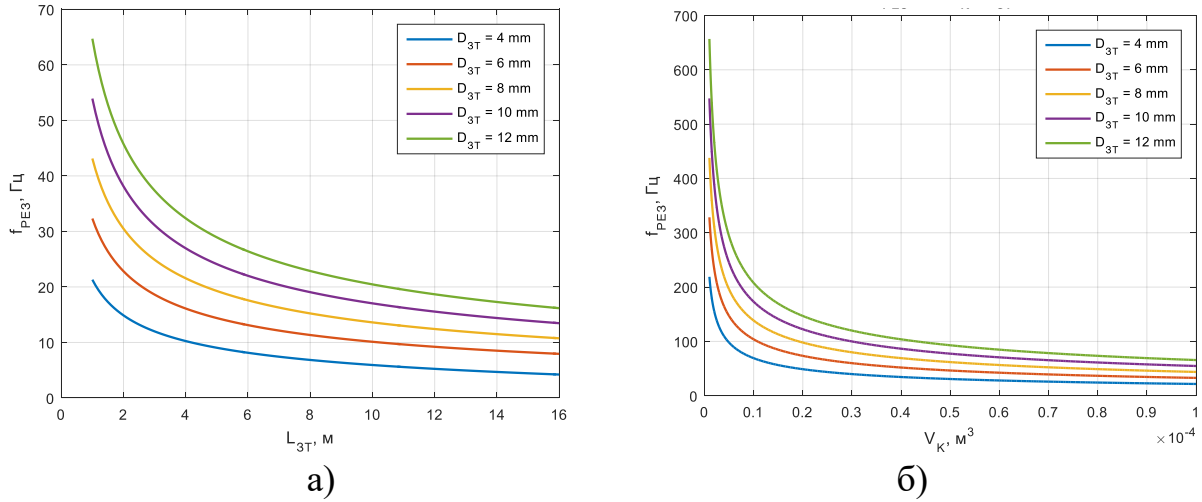 70
60
50
40
30
20
10
0
f_РЕЗ, Гц
0 2 4 6 8 10 12 14 16
L_ЗТ, м
D_ЗТ = 4 mm
D_ЗТ = 6 mm
D_ЗТ = 8 mm
D_ЗТ = 10 mm
D_ЗТ = 12 mm
а)
700
600
500
400
300
200
100
0
f_РЕЗ, Гц
0 0.1 0.2 0.3 0.4 0.5 0.6 0.7 0.8 0.9 1
×10⁻⁴
V_К, м³
D_ЗТ = 4 mm
D_ЗТ = 6 mm
D_ЗТ = 8 mm
D_ЗТ = 10 mm
D_ЗТ = 12 mm
б)